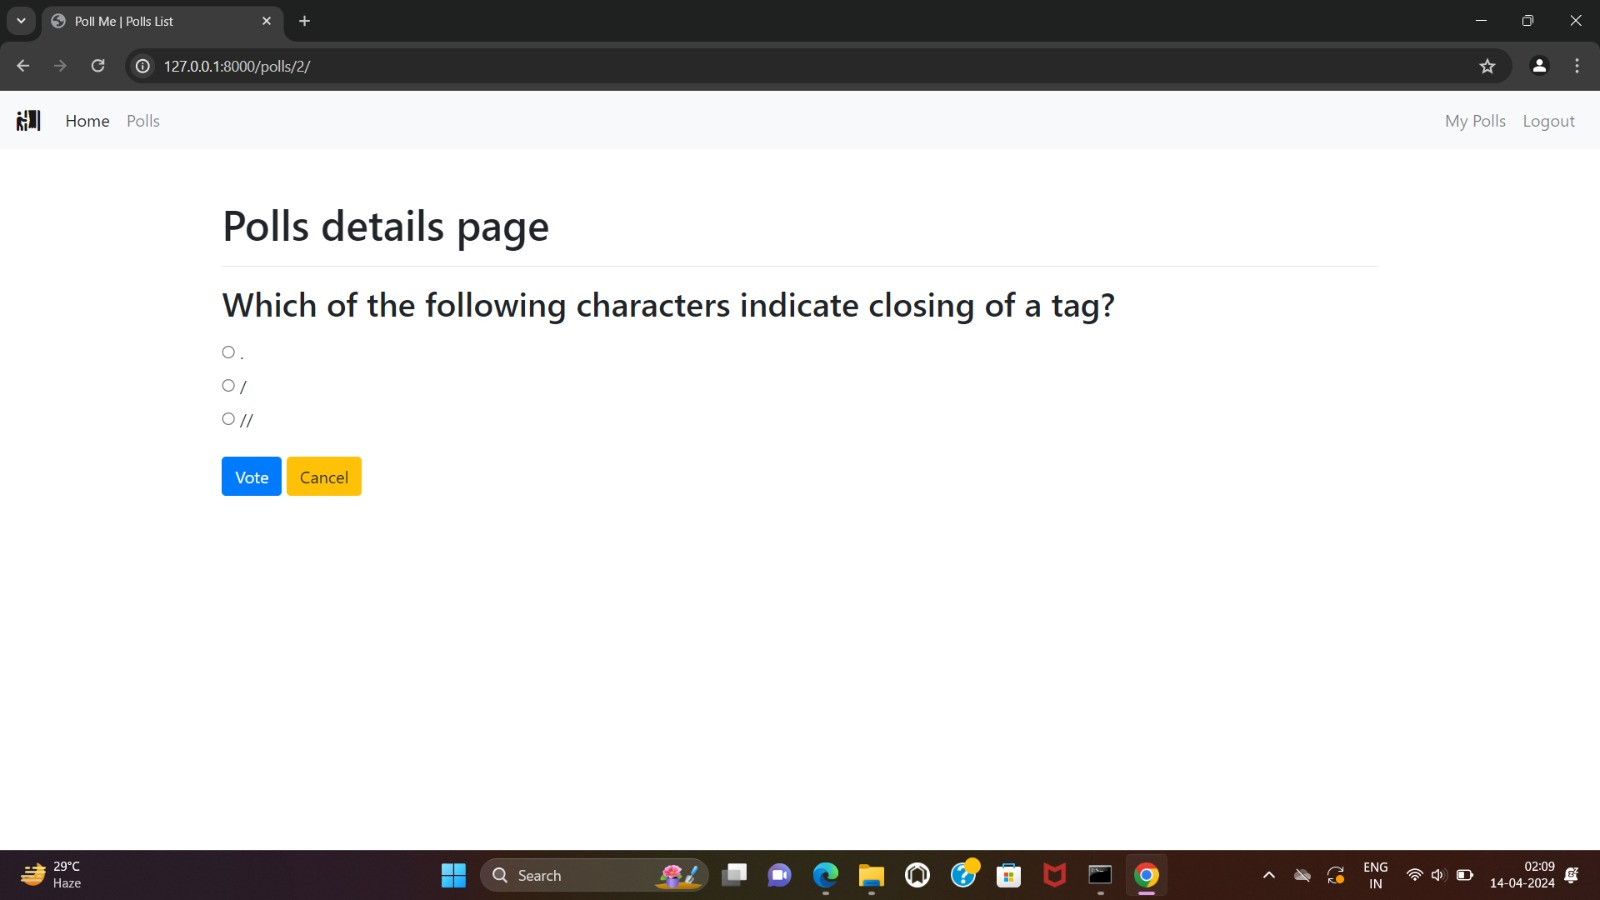 Poll Me | Polls List
127.0.0.1:8000/polls/2/
Home Polls My Polls Logout
Polls details page
Which of the following characters indicate closing of a tag?
.
/
//
Vote Cancel
29°C
Haze
Search
ENG
IN
02:09
14-04-2024